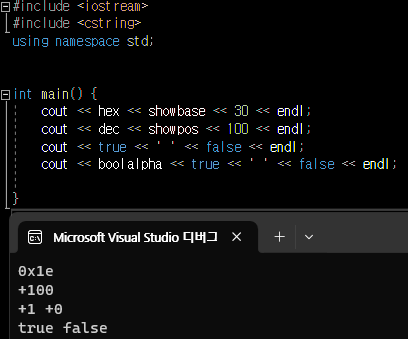 #include <iostream>
#include <cstring>
using namespace std;
int main() {
cout << hex << showbase << 30 << endl;
cout << dec << showpos << 100 << endl;
cout << true << ' ' << false << endl;
cout << boolalpha << true << ' ' << false << endl;
}
Microsoft Visual Studio 디버그
0x1e
+100
+1 +0
true false